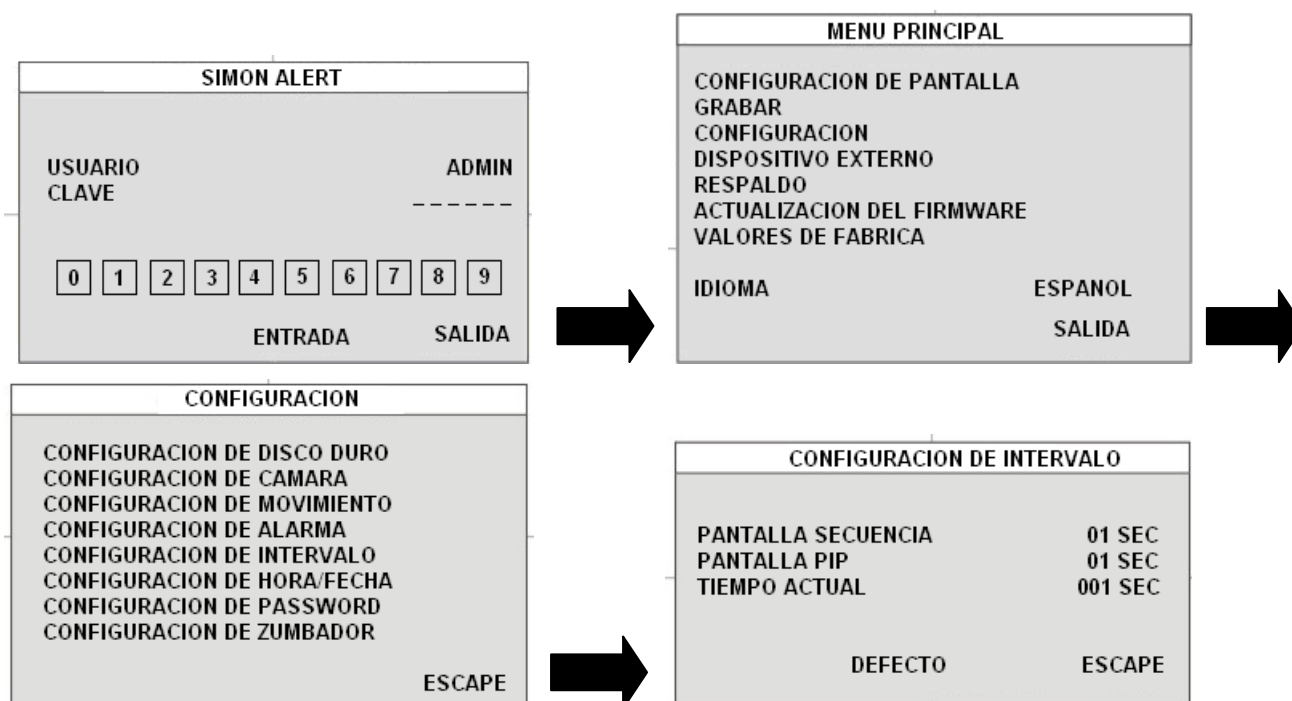 SIMON ALERT
USUARIO ADMIN
CLAVE _ _ _ _ _ _
0 1 2 3 4 5 6 7 8 9
ENTRADA SALIDA
MENU PRINCIPAL
CONFIGURACION DE PANTALLA
GRABAR
CONFIGURACION
DISPOSITIVO EXTERNO
RESPALDO
ACTUALIZACION DEL FIRMWARE
VALORES DE FABRICA
IDIOMA ESPANOL
SALIDA
CONFIGURACION
CONFIGURACION DE DISCO DURO
CONFIGURACION DE CAMARA
CONFIGURACION DE MOVIMIENTO
CONFIGURACION DE ALARMA
CONFIGURACION DE INTERVALO
CONFIGURACION DE HORA/FECHA
CONFIGURACION DE PASSWORD
CONFIGURACION DE ZUMBADOR
ESCAPE
CONFIGURACION DE INTERVALO
PANTALLA SECUENCIA 01 SEC
PANTALLA PIP 01 SEC
TIEMPO ACTUAL 001 SEC
DEFECTO ESCAPE